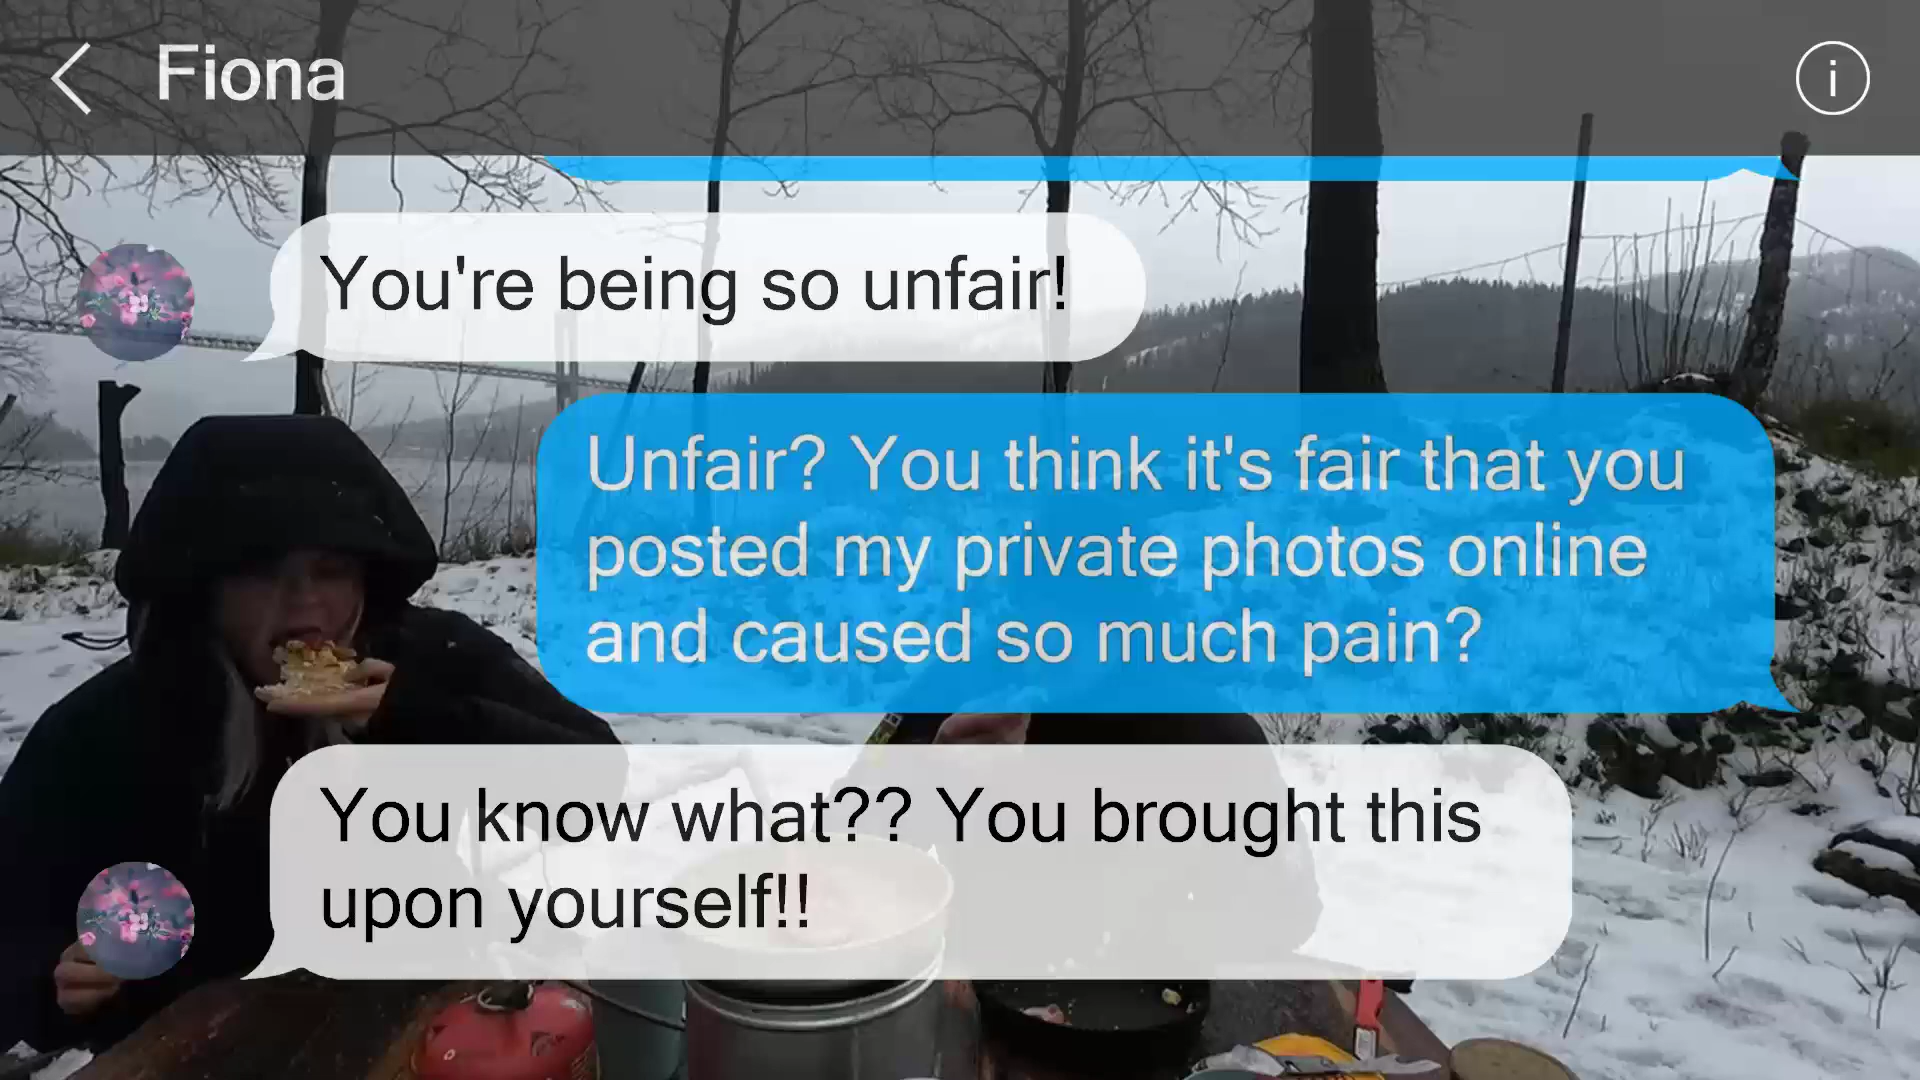 Fiona
i
You're being so unfair!
Unfair? You think it's fair that you
posted my private photos online
and caused so much pain?
You know what?? You brought this
upon yourself!!